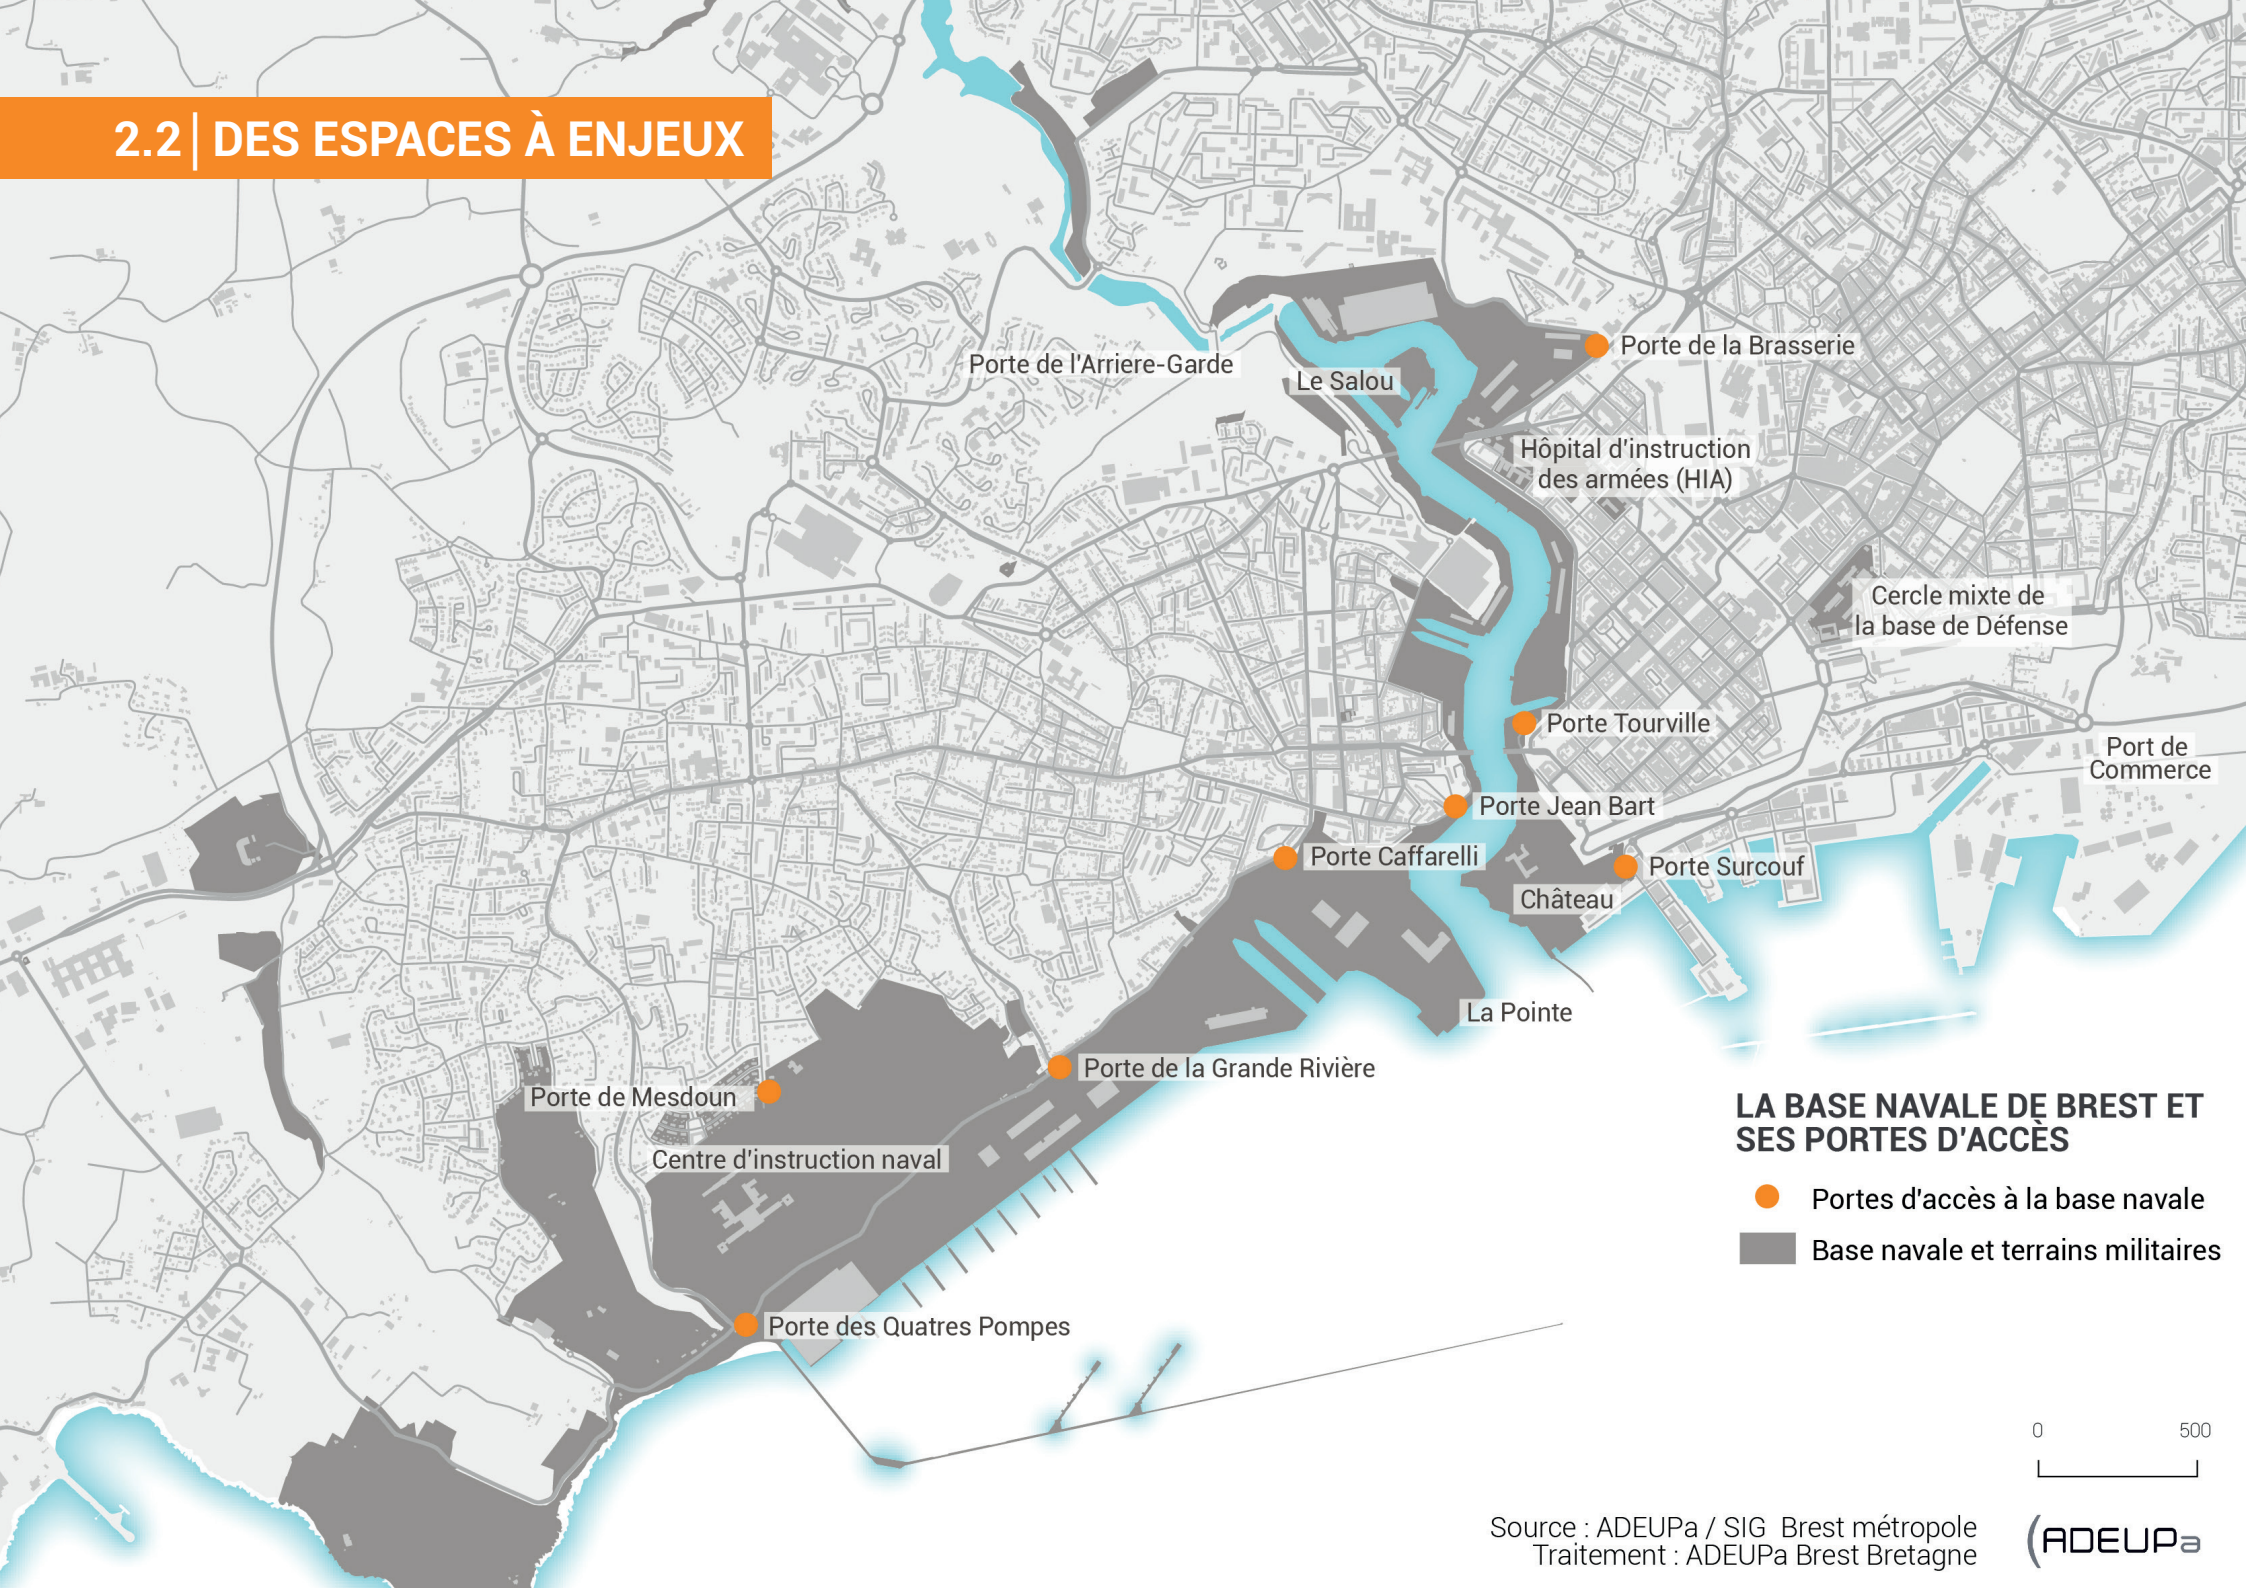 2.2 | DES ESPACES À ENJEUX
Porte de la Brasserie
Porte de l'Arriere-Garde
Le Salou
Hôpital d'instruction
des armées (HIA)
Cercle mixte de
la base de Défense
Porte Tourville
Port de
Commerce
Porte Jean Bart
Porte Caffarelli
Porte Surcouf
Château
La Pointe
Porte de la Grande Rivière
Porte de Mesdoun
Centre d'instruction naval
Porte des Quatres Pompes
LA BASE NAVALE DE BREST ET
SES PORTES D'ACCÈS
Portes d'accès à la base navale
Base navale et terrains militaires
0 500
Source : ADEUPa / SIG Brest métropole
Traitement : ADEUPa Brest Bretagne
ADEUPa